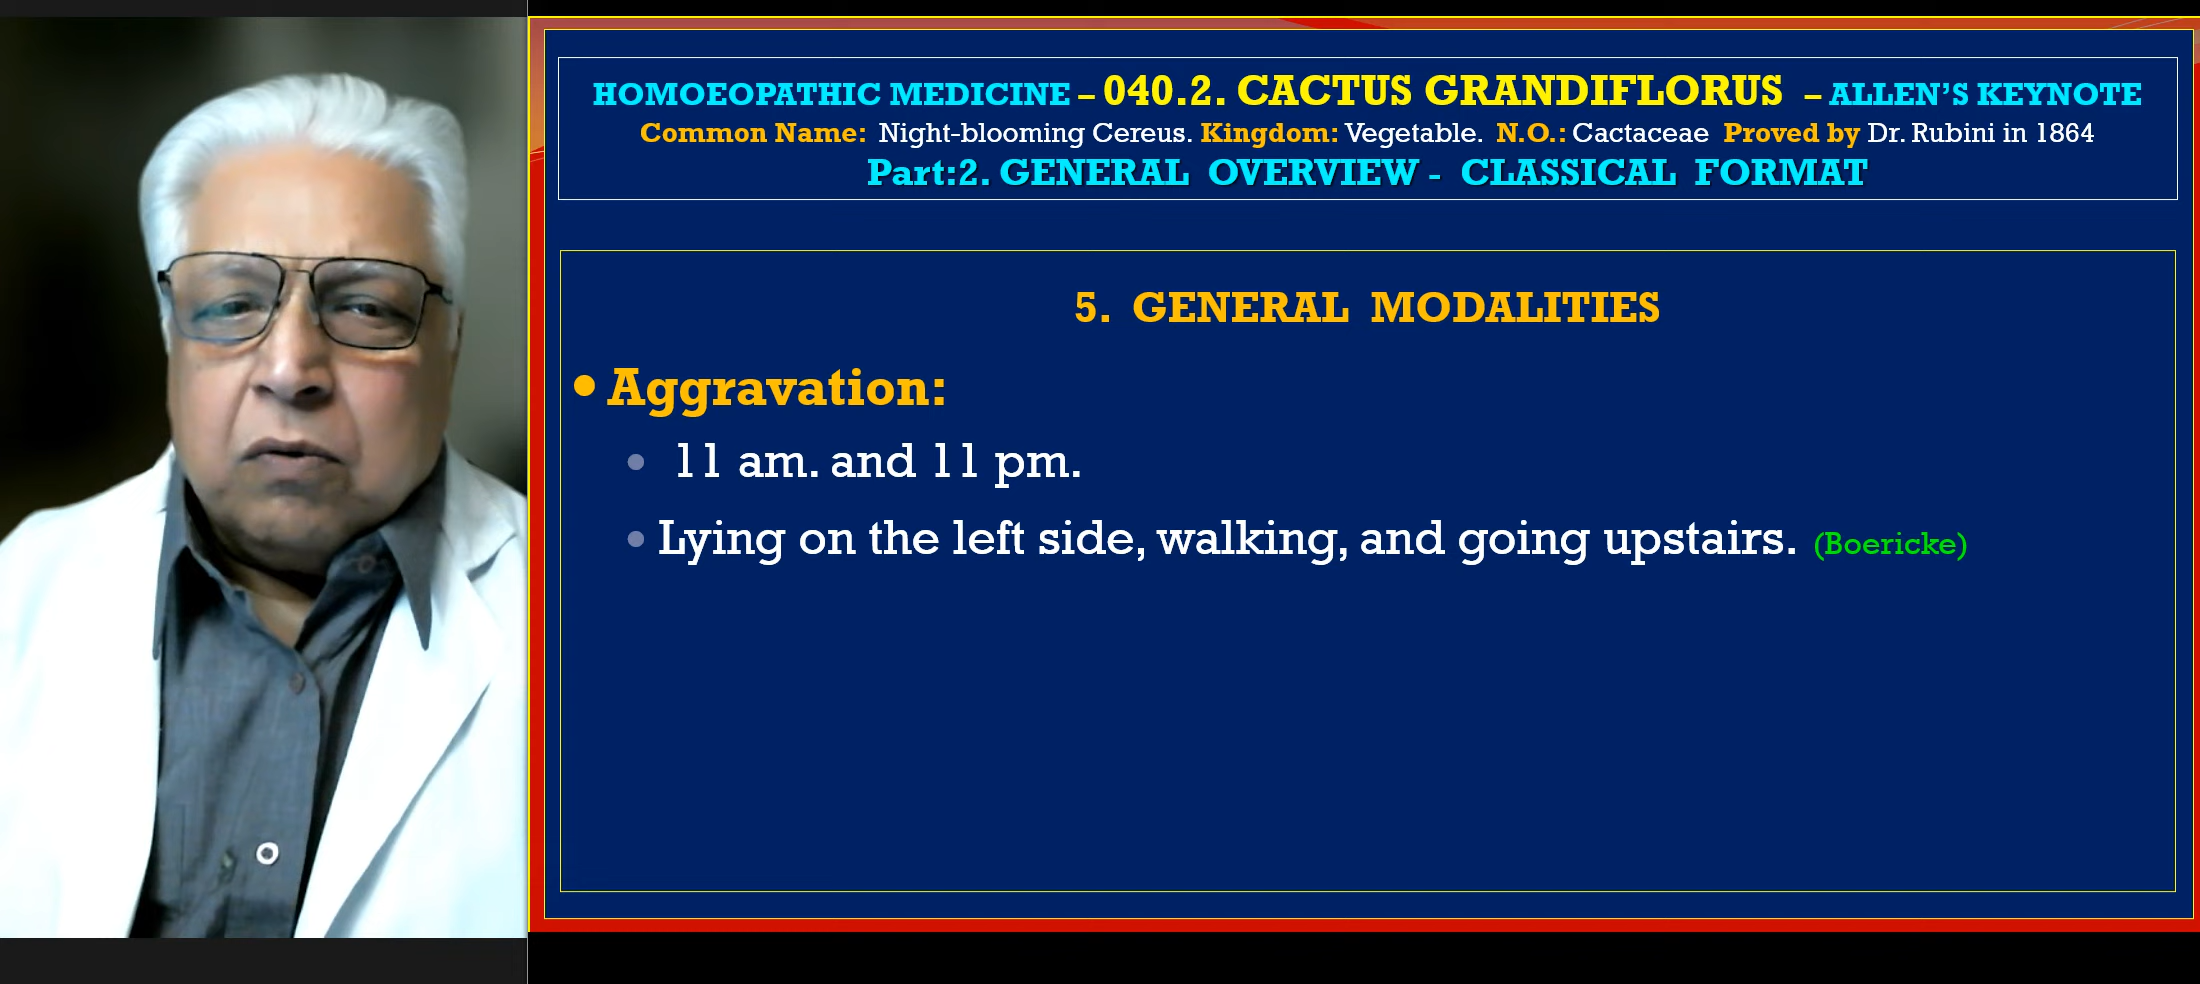 HOMOEOPATHIC MEDICINE – 040.2. CACTUS GRANDIFLORUS – ALLEN'S KEYNOTE
Common Name: Night-blooming Cereus. Kingdom: Vegetable. N.O.: Cactaceae Proved by Dr. Rubini in 1864
Part:2. GENERAL OVERVIEW - CLASSICAL FORMAT
5. GENERAL MODALITIES
• Aggravation:
• 11 am. and 11 pm.
• Lying on the left side, walking, and going upstairs. (Boericke)